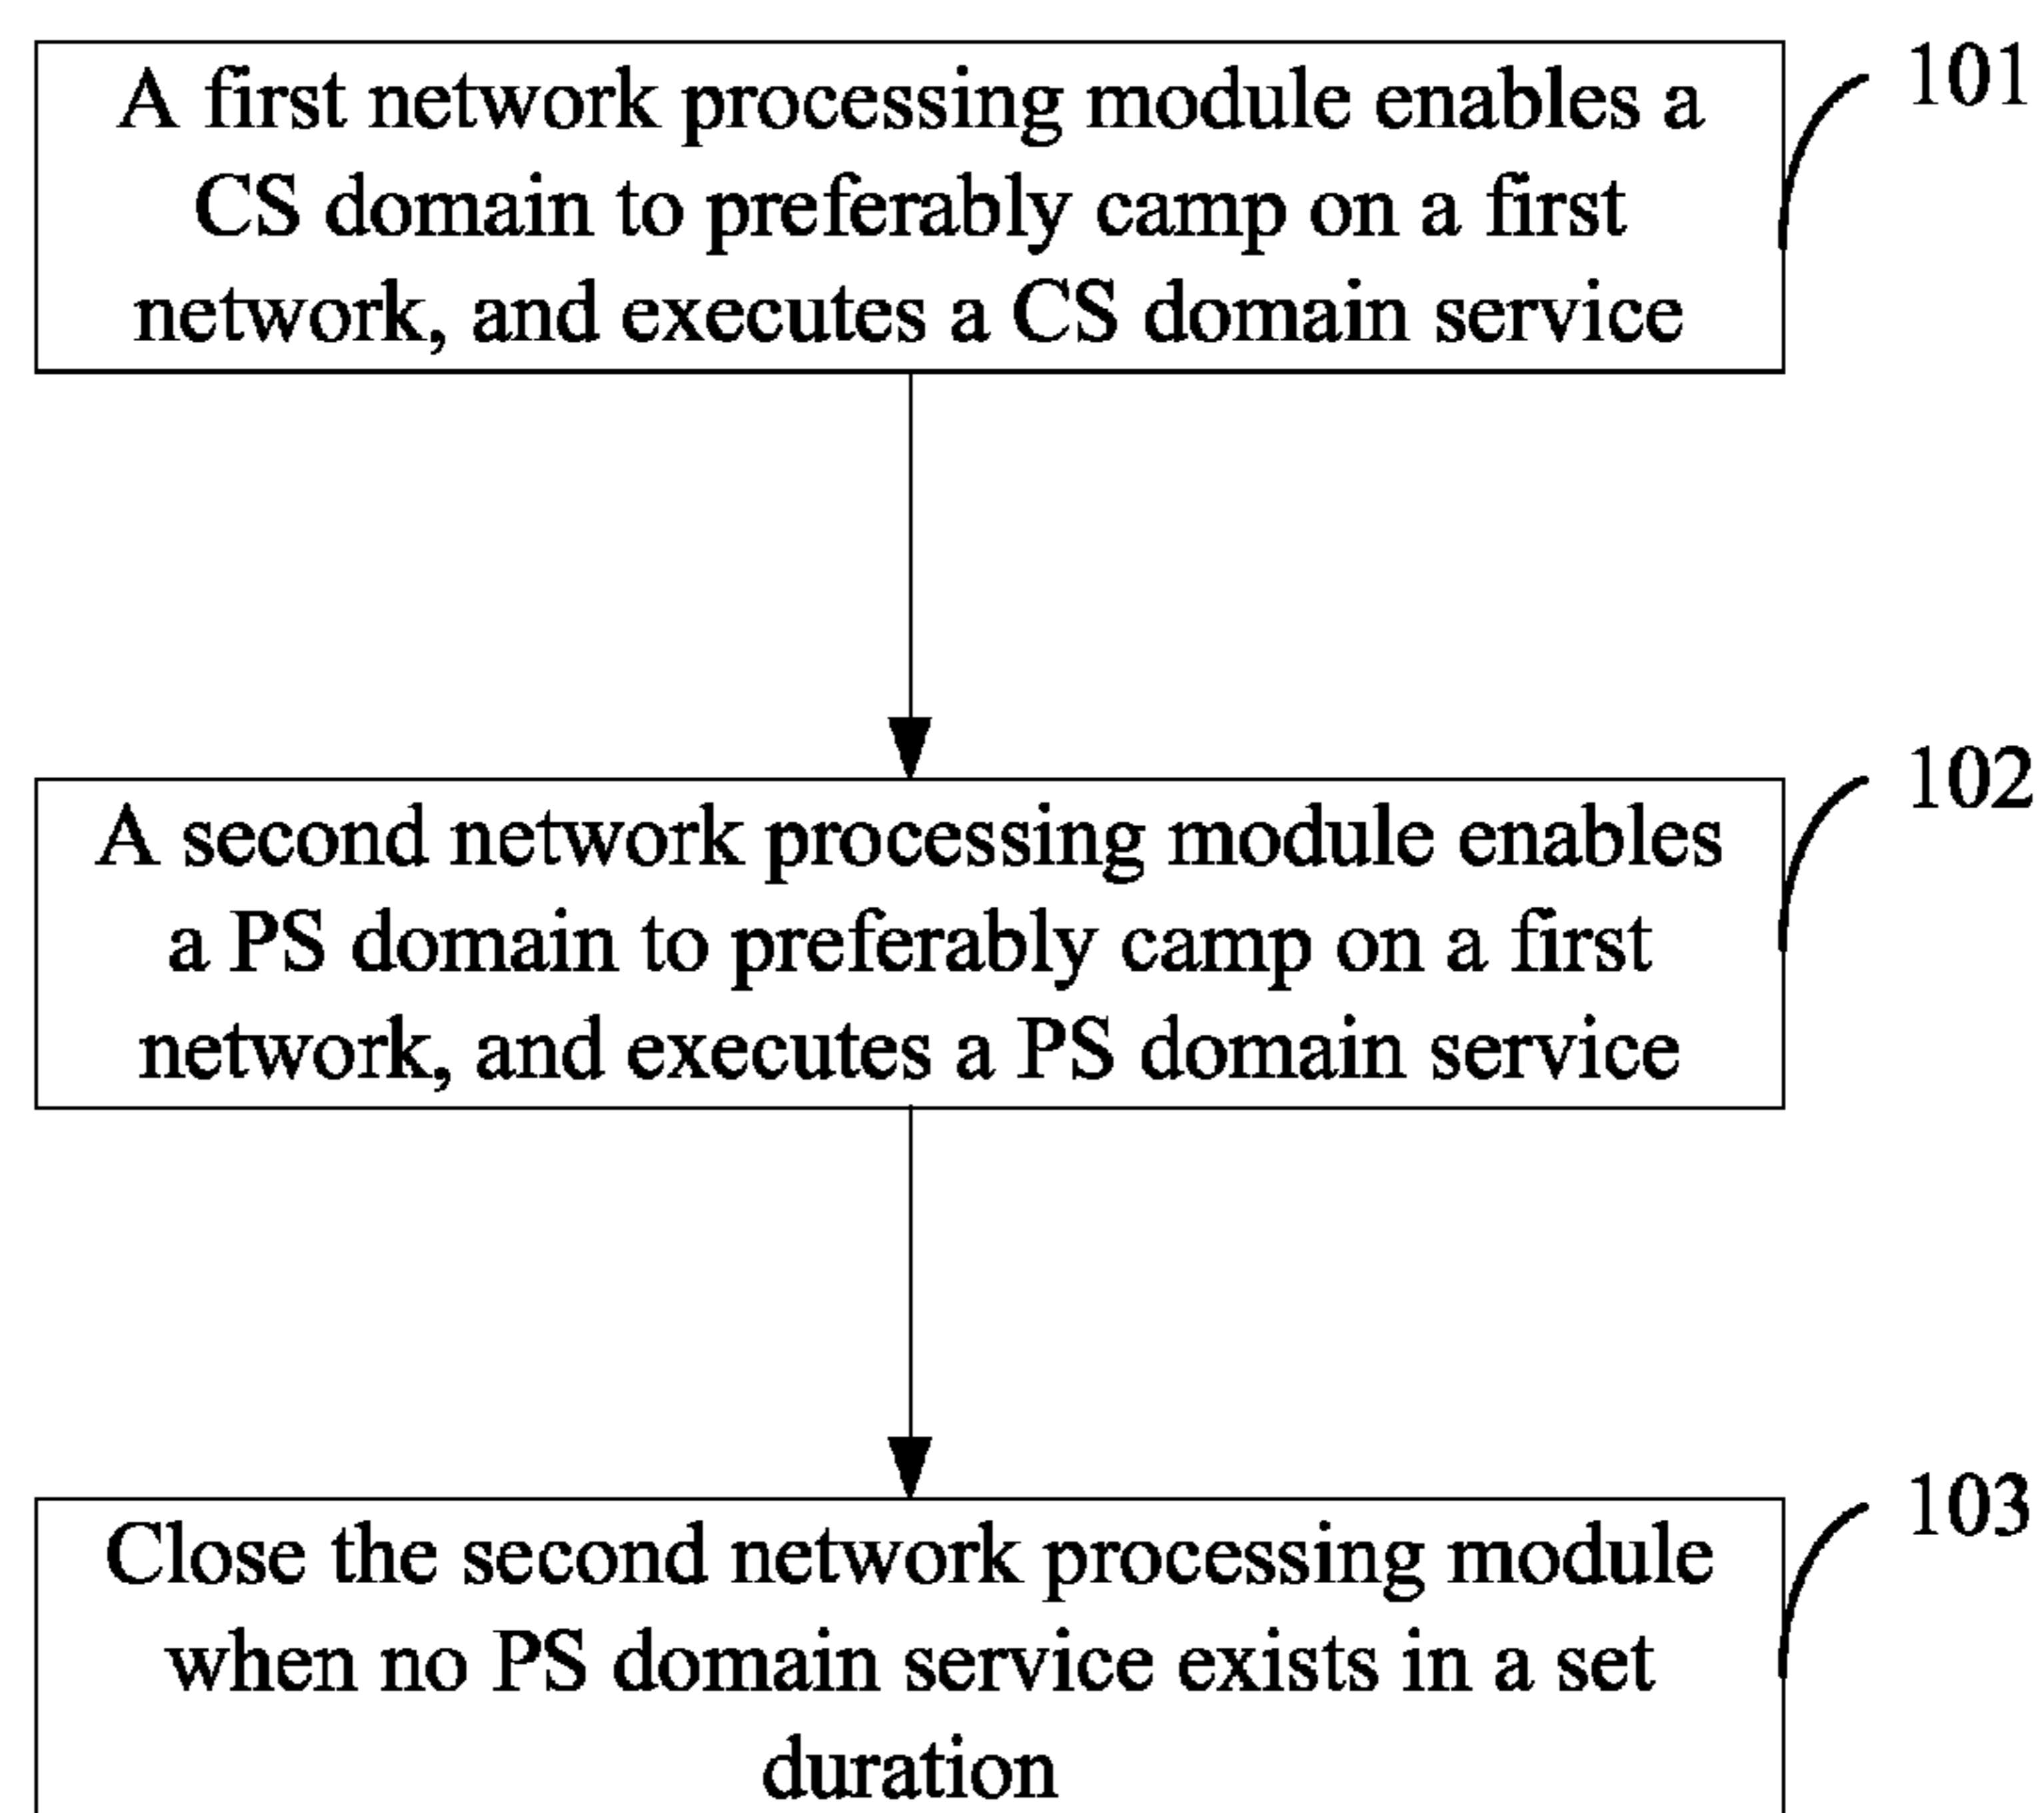 A first network processing module enables a
CS domain to preferably camp on a first
network, and executes a CS domain service
101
A second network processing module enables
a PS domain to preferably camp on a first
network, and executes a PS domain service
102
Close the second network processing module
when no PS domain service exists in a set
duration
103